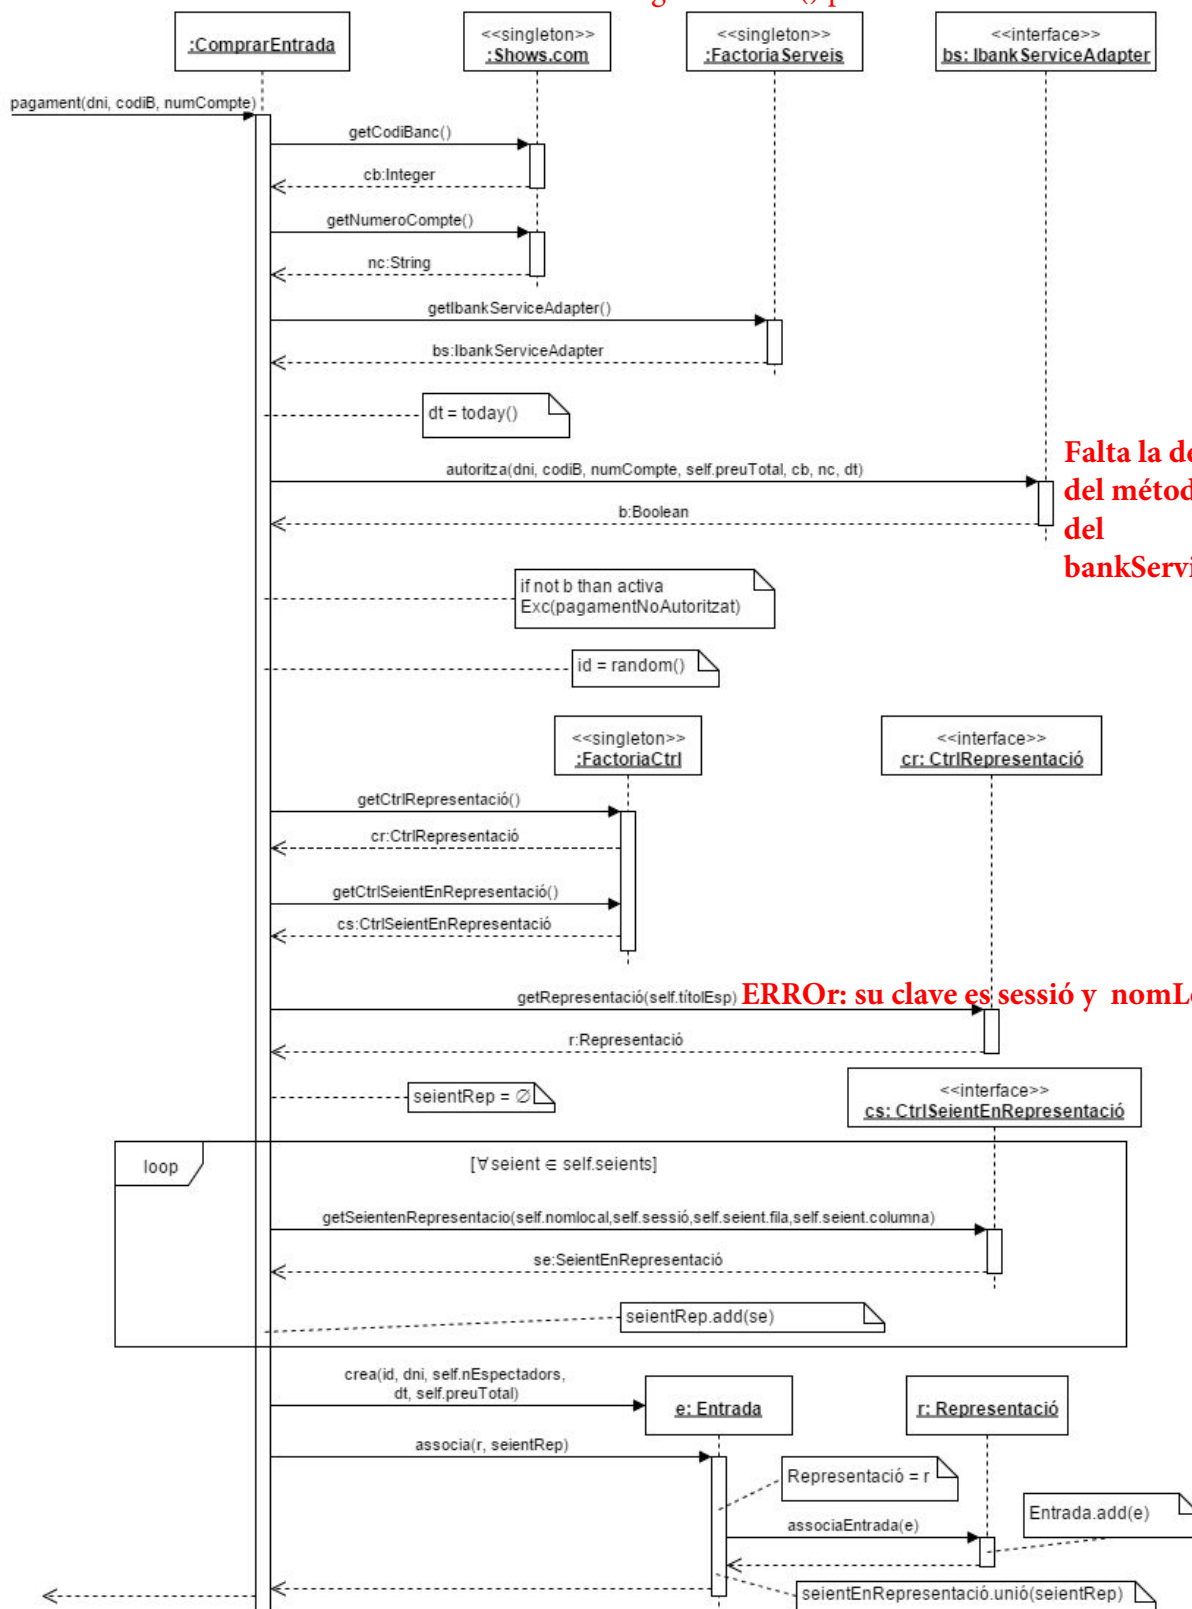 <<singleton>>
<<singleton>>
<<interface>>
:ComprarEntrada
:Shows.com
:FactoriaServeis
bs: IbankServiceAdapter
pagament(dni, codiB, numCompte)
getCodiBanc()
cb:Integer
getNumeroCompte()
nc:String
getIbankServiceAdapter()
bs:IbankServiceAdapter
dt = today()
Falta la
autoritza(dni, codiB, numCompte, self.preuTotal, cb, nc, dt)
del
b:Boolean
del
if not b than activa
Exc(pagamentNoAutoritzat)
id = random()
<<singleton>>
<<interface>>
:FactoriaCtrl
cr: CtrlRepresentació
getCtrlRepresentació()
cr:CtrlRepresentació
getCtrlSeientEnRepresentació()
cs:CtrlSeientEnRepresentació
getRepresentació(self.títolEsp) ERROr: su clave es sessió y
r:Representació
seientRep = ∅
<<interface>>
cs: CtrlSeientEnRepresentació
loop
[∀ seient ∈ self.seients]
getSeientenRepresentacio(self.nomlocal,self.sessió,self.seient.fila,self.seient.columna)
se:SeientEnRepresentació
seientRep.add(se)
crea(id, dni, self.nEspectadors,
dt, self.preuTotal)
e: Entrada
r: Representació
associa(r, seientRep)
Representació = r
Entrada.add(e)
associaEntrada(e)
seientEnRepresentació.unió(seientRep)